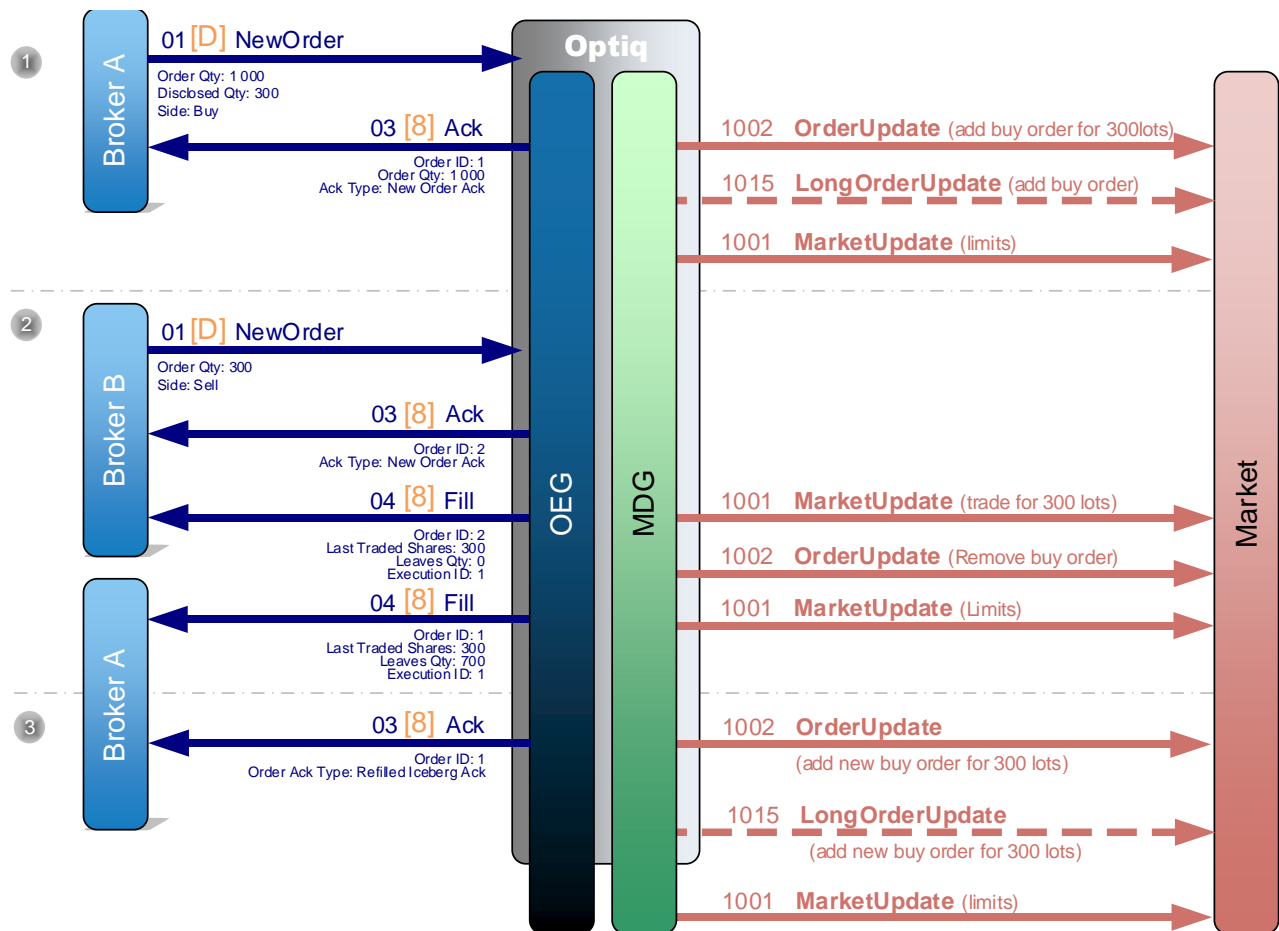 Optiq
OEG
MDG
Market
1
Broker A
01 [D] NewOrder
Order Qty: 1 000
Disclosed Qty: 300
Side: Buy
03 [8] Ack
Order ID: 1
Order Qty: 1 000
Ack Type: New Order Ack
1002 OrderUpdate (add buy order for 300lots)
1015 LongOrderUpdate (add buy order)
1001 MarketUpdate (limits)
2
Broker B
01 [D] NewOrder
Order Qty: 300
Side: Sell
03 [8] Ack
Order ID: 2
Ack Type: New Order Ack
04 [8] Fill
Order ID: 2
Last Traded Shares: 300
Leaves Qty: 0
Execution ID: 1
1001 MarketUpdate (trade for 300 lots)
1002 OrderUpdate (Remove buy order)
Broker A
04 [8] Fill
Order ID: 1
Last Traded Shares: 300
Leaves Qty: 700
Execution ID: 1
1001 MarketUpdate (Limits)
3
03 [8] Ack
Order ID: 1
Order Ack Type: Refilled Iceberg Ack
1002 OrderUpdate
(add new buy order for 300 lots)
1015 LongOrderUpdate
(add new buy order for 300 lots)
1001 MarketUpdate (limits)